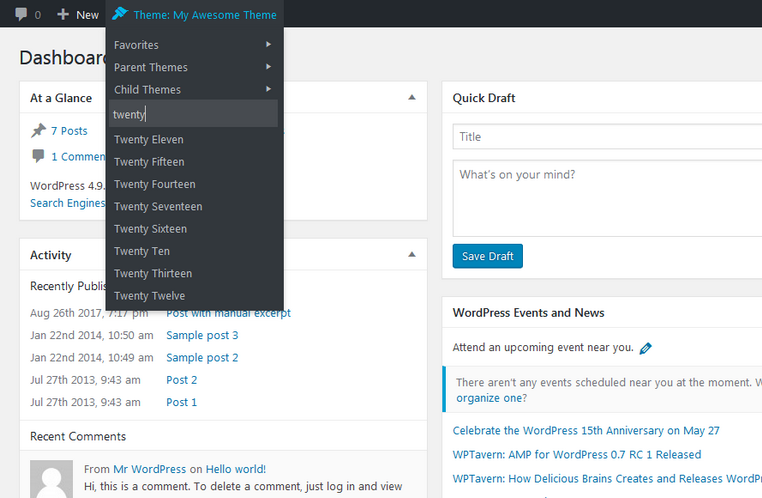 0 New Theme: My Awesome Theme
Dashboar
Favorites
Parent Themes
Child Themes
twenty
Twenty Eleven
Twenty Fifteen
Twenty Fourteen
Twenty Seventeen
Twenty Sixteen
Twenty Ten
Twenty Thirteen
Twenty Twelve
At a Glance
7 Posts
1 Commen
WordPress 4.9.
Search Engines
Activity
Recently Publis
Aug 26th 2017, 7:17 pm Post with manual excerpt
Jan 22nd 2014, 10:50 am Sample post 3
Jan 22nd 2014, 10:49 am Sample post 2
Jul 27th 2013, 9:43 am Post 2
Jul 27th 2013, 9:43 am Post 1
Recent Comments
From Mr WordPress on Hello world!
Hi, this is a comment. To delete a comment, just log in and view
Quick Draft
Title
What's on your mind?
Save Draft
WordPress Events and News
Attend an upcoming event near you.
There aren't any events scheduled near you at the moment. W
organize one?
Celebrate the WordPress 15th Anniversary on May 27
WPTavern: AMP for WordPress 0.7 RC 1 Released
WPTavern: How Delicious Brains Creates and Releases WordPr